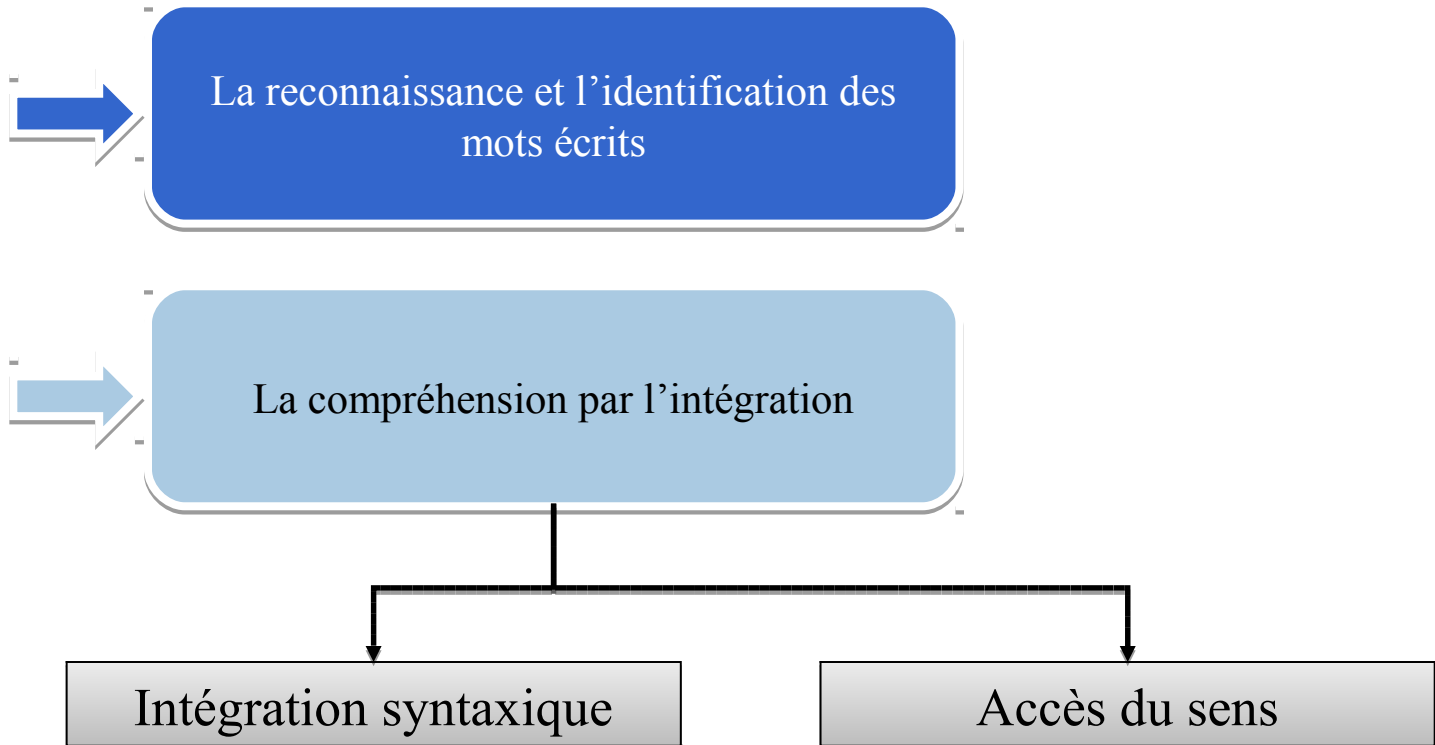 La reconnaissance et l’identification des
mots écrits
La compréhension par l’intégration
Intégration syntaxique
Accès du sens